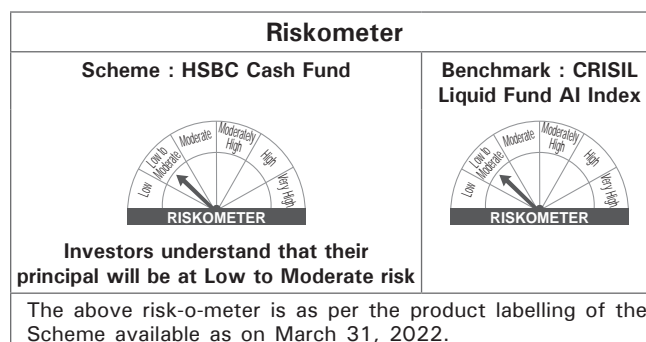 Riskometer
Scheme : HSBC Cash Fund
Low
Low to
Moderate
Moderate
Moderately
High
High
Very High
RISKOMETER
Investors understand that their
principal will be at Low to Moderate risk
Benchmark : CRISIL
Liquid Fund AI Index
Low
Low to
Moderate
Moderate
Moderately
High
High
Very High
RISKOMETER
The above risk-o-meter is as per the product labelling of the
Scheme available as on March 31, 2022.